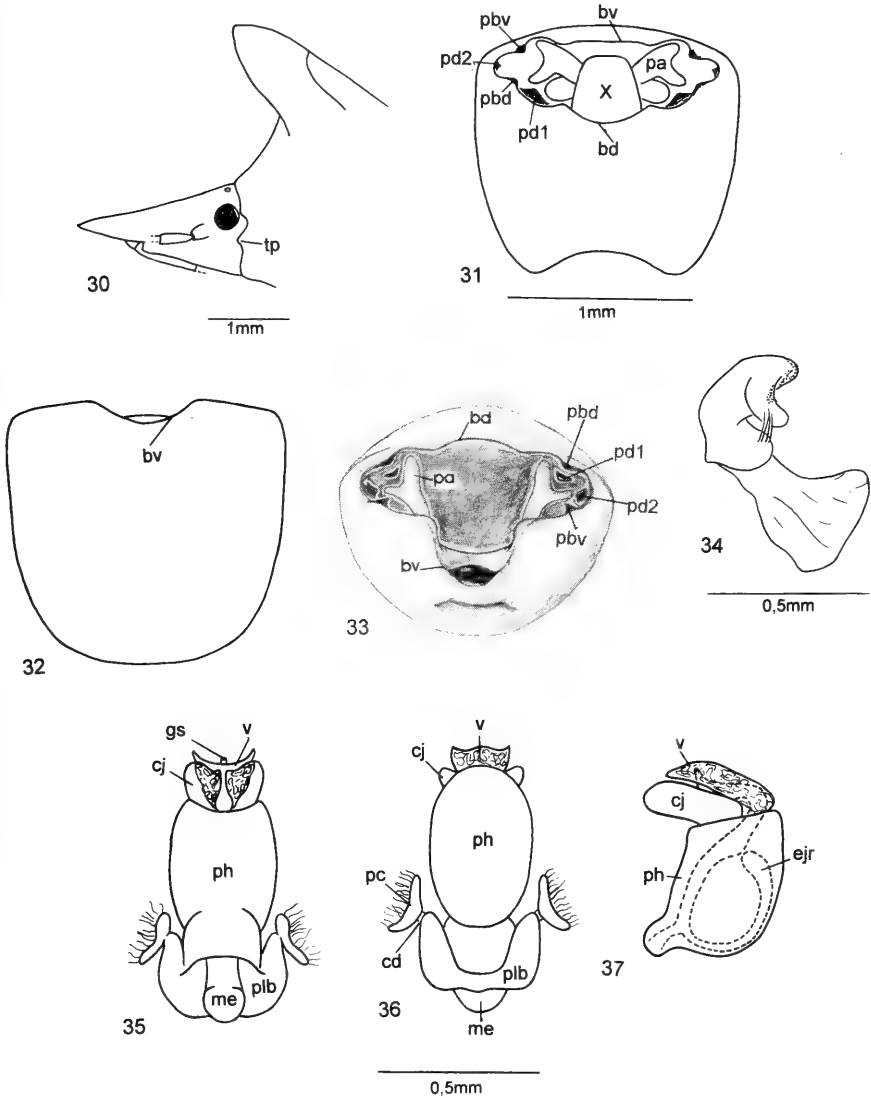 tp
30
1mm
pbv
bv
pd2
pa
pbd
X
pd1
bd
31
1mm
bv
32
bd
pbd
pa
pd1
pd2
pbv
bv
33
34
0,5mm
gs
v
cj
ph
me
plb
35
v
cj
ph
pc
cd
plb
me
36
0,5mm
v
cj
ph
ejr
37